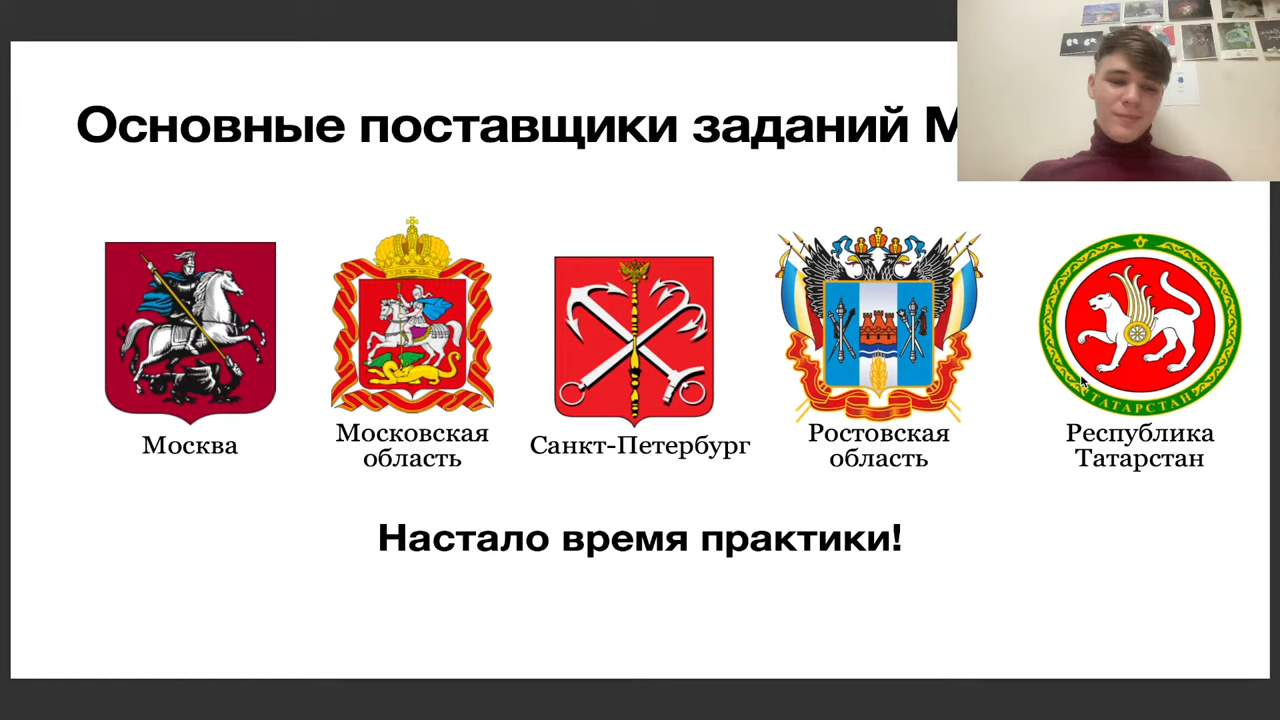 Основные поставщики заданий М
ТАТАРСТАН
Москва
Московская
область
Санкт-Петербург
Ростовская
область
Республика
Татарстан
Настало время практики!